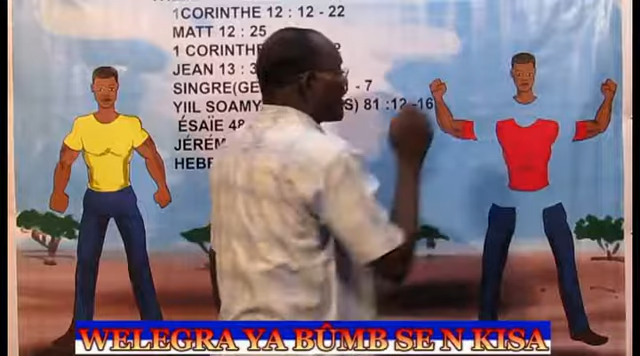 1CORINTHE 12 : 12 - 22
MATT 12 : 25
1 CORINTHE
JEAN 13 : 3
SINGRE(GE - 7
YIIL SOAMY S) 81 :12 -16
ÉSAÏE 48
JÉRÉM
HEBR
WELEGRA YA BÛMB SE N KISA